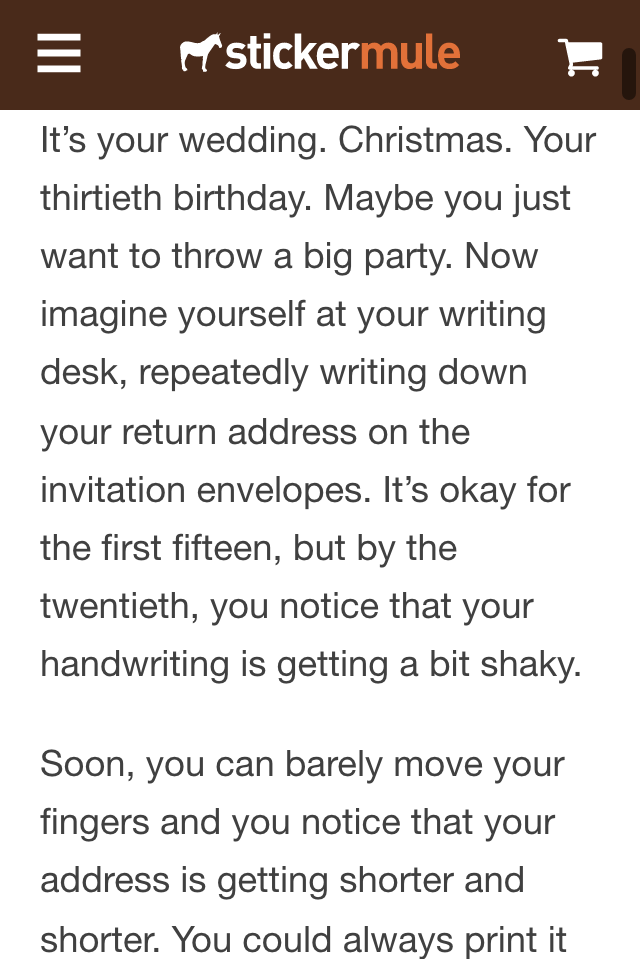 stickermule
It’s your wedding. Christmas. Your
thirtieth birthday. Maybe you just
want to throw a big party. Now
imagine yourself at your writing
desk, repeatedly writing down
your return address on the
invitation envelopes. It’s okay for
the first fifteen, but by the
twentieth, you notice that your
handwriting is getting a bit shaky.
Soon, you can barely move your
fingers and you notice that your
address is getting shorter and
shorter. You could always print it